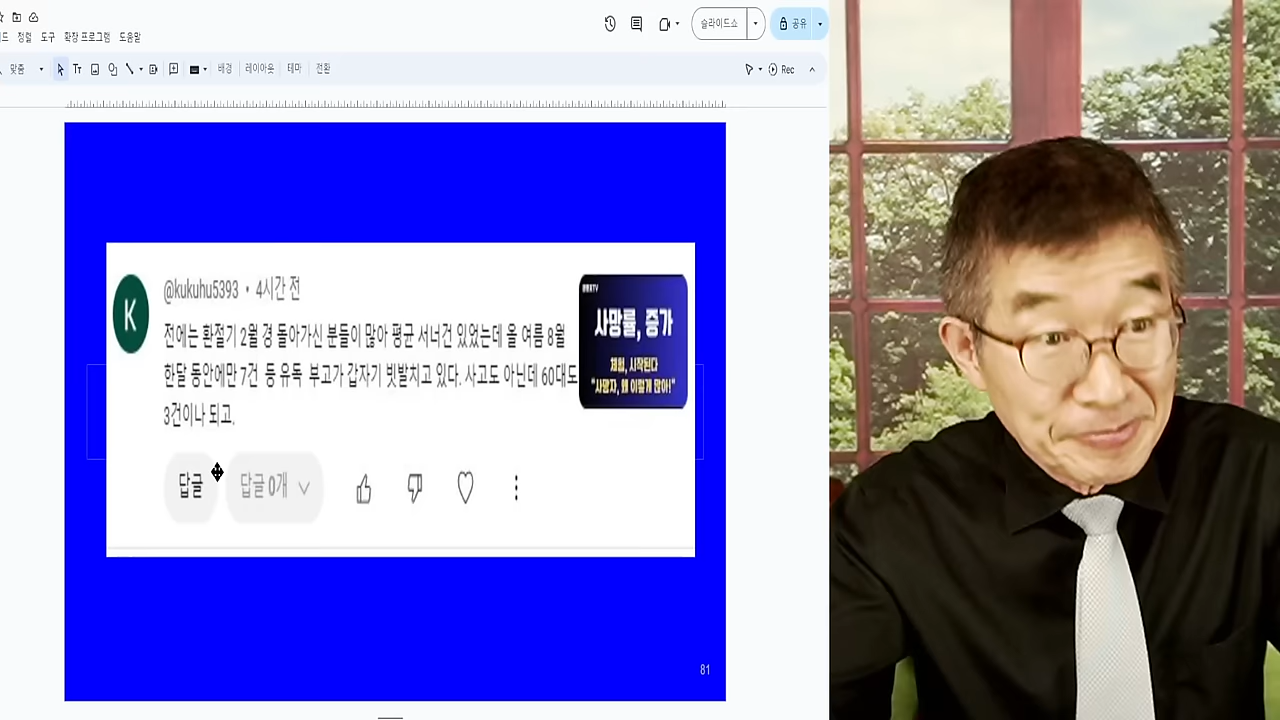 정렬 도구 확장 프로그램 도움말
슬라이드쇼
공유
맞춤
배경 레이아웃 테마 전환
Rec
K
@kukuhu5393 • 4시간 전
전에는 환절기 2월 경 돌아가신 분들이 많아 평균 서너건 있었는데 올 여름 8월
한달 동안에만 7건 등 유독 부고가 갑자기 빗발치고 있다. 사고도 아닌데 60대도
3건이나 되고.
사망률, 증가
체험, 시작된다
"사망자, 왜 이렇게 많아!"
답글
답글 0개
81